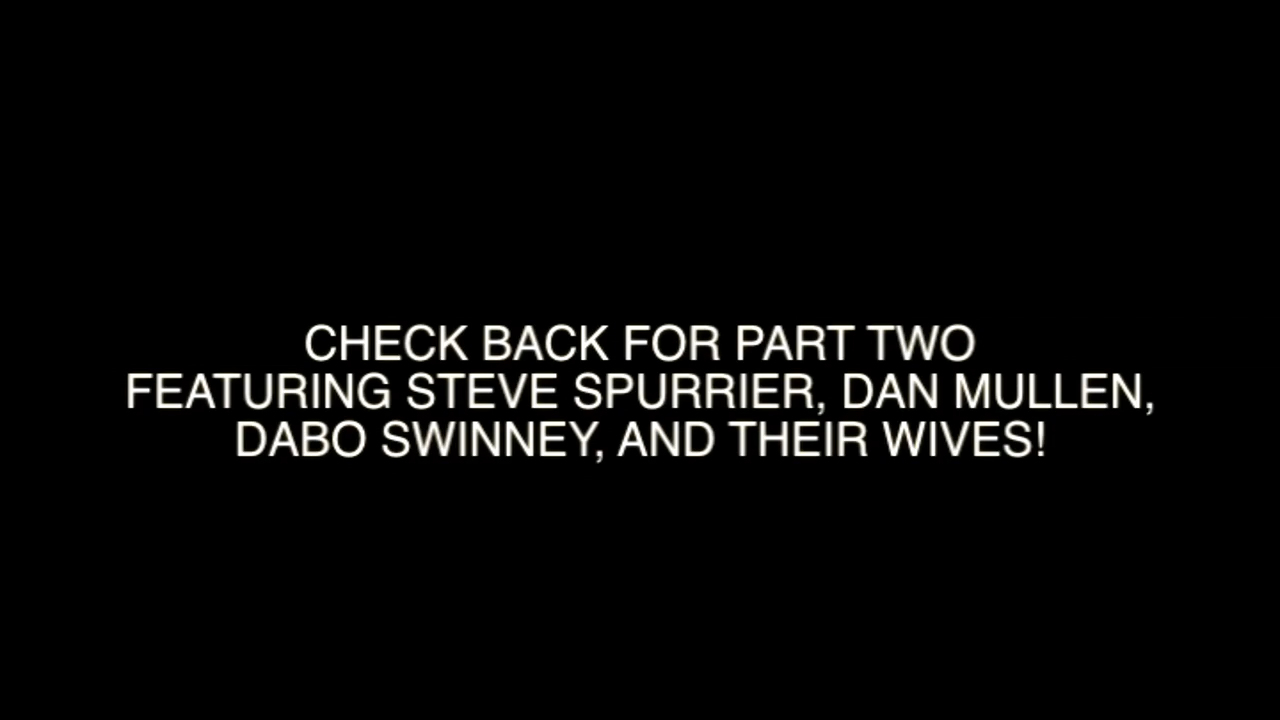 CHECK BACK FOR PART TWO
FEATURING STEVE SPURRIER, DAN MULLEN,
DABO SWINNEY, AND THEIR WIVES!